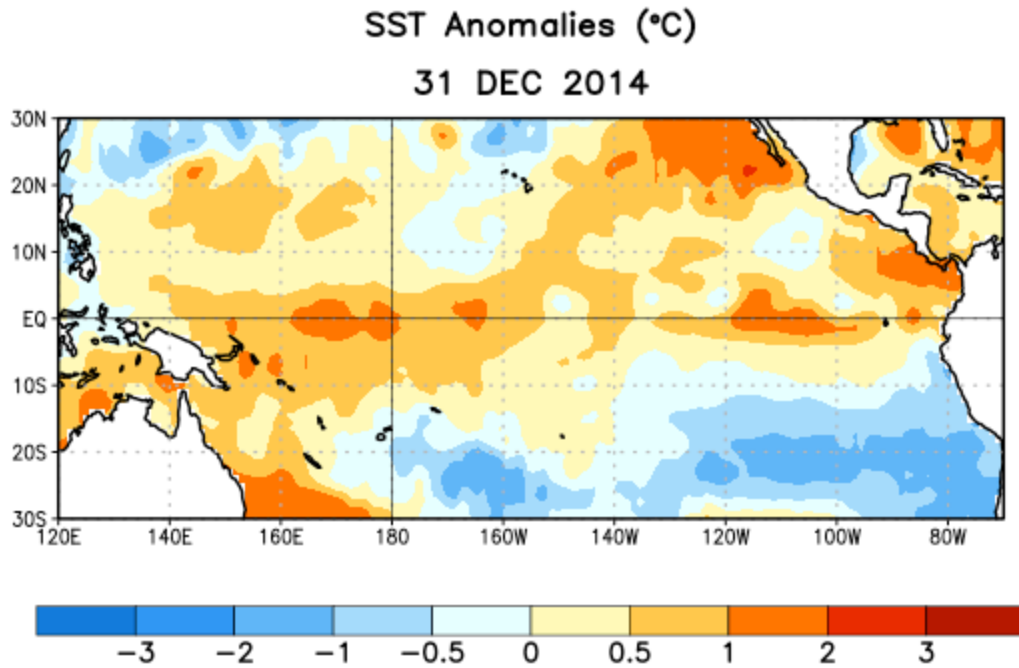 SST Anomalies (°C)
31 DEC 2014
30N
20N
10N
EQ
10S
20S
30S
120E 140E 160E 180 160W 140W 120W 100W 80W
-3 -2 -1 -0.5 0 0.5 1 2 3